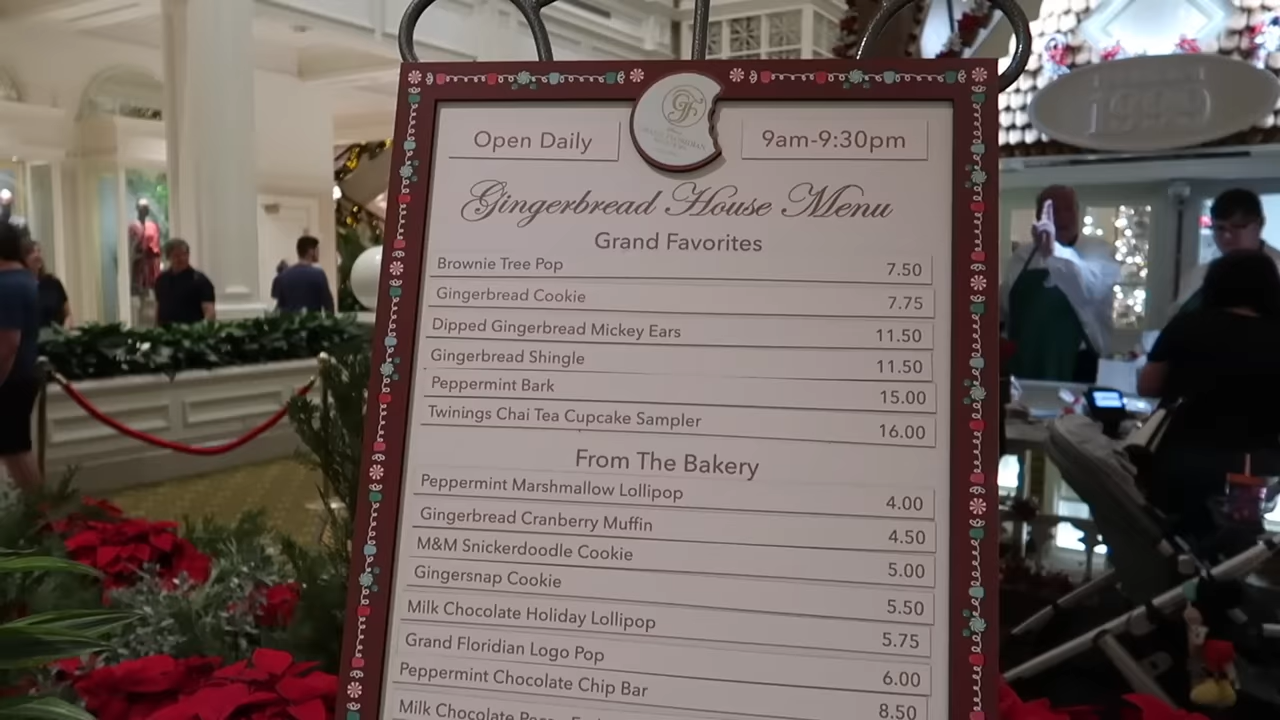 Open Daily
9am-9:30pm
GF
Gingerbread House Menu
Grand Favorites
Brownie Tree Pop 7.50
Gingerbread Cookie 7.75
Dipped Gingerbread Mickey Ears 11.50
Gingerbread Shingle 11.50
Peppermint Bark 15.00
Twinings Chai Tea Cupcake Sampler 16.00
From The Bakery
Peppermint Marshmallow Lollipop 4.00
Gingerbread Cranberry Muffin 4.50
M&M Snickerdoodle Cookie 5.00
Gingersnap Cookie 5.50
Milk Chocolate Holiday Lollipop 5.75
Grand Floridian Logo Pop 6.00
Peppermint Chocolate Chip Bar 8.50
Milk Chocolate